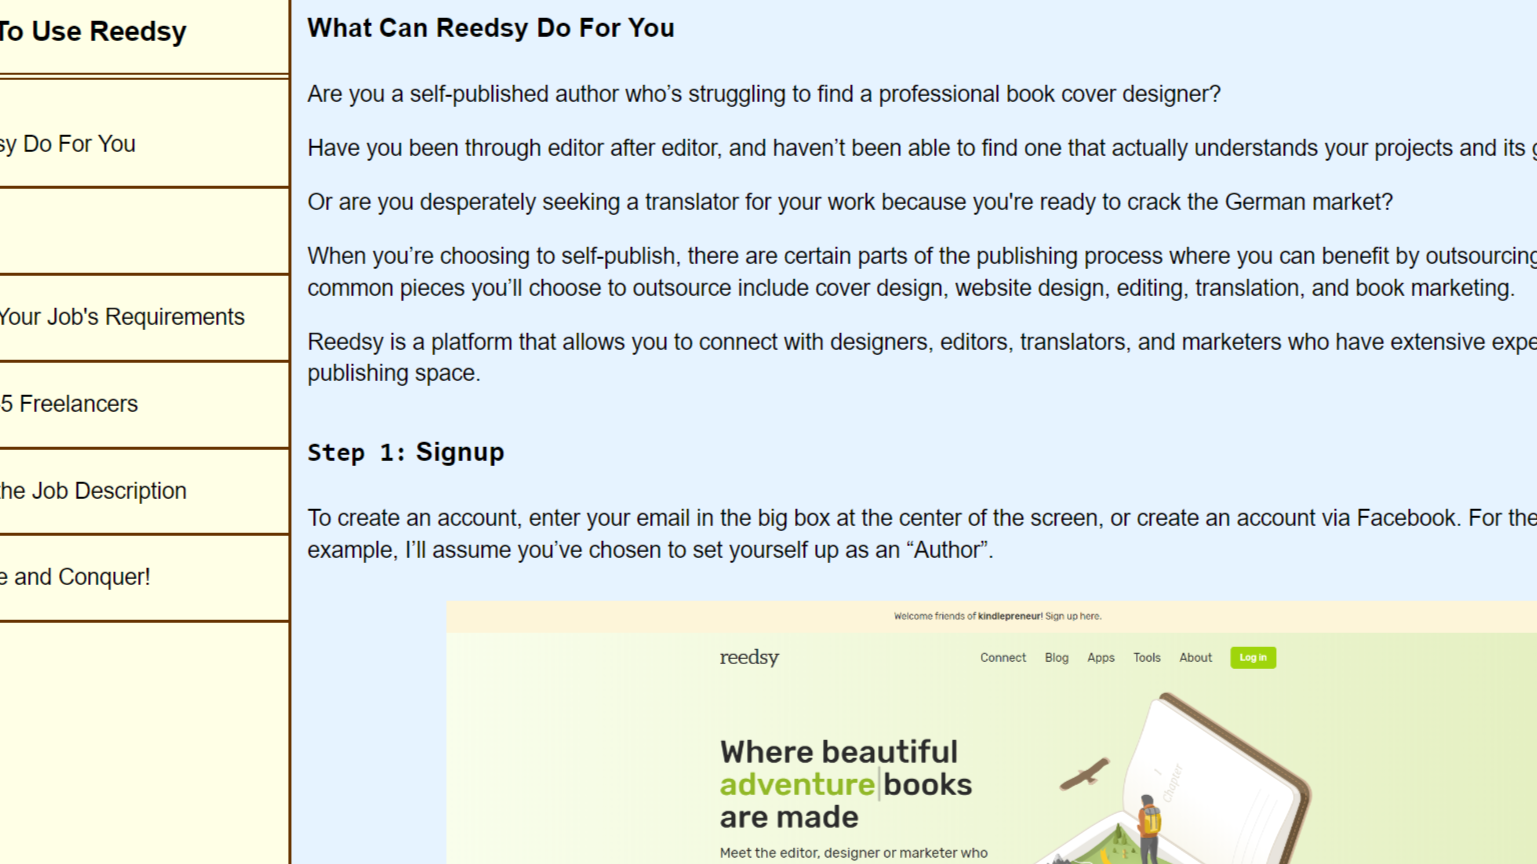 To Use Reedsy
sy Do For You
Your Job's Requirements
5 Freelancers
the Job Description
e and Conquer!
What Can Reedsy Do For You
Are you a self-published author who’s struggling to find a professional book cover designer?
Have you been through editor after editor, and haven’t been able to find one that actually understands your projects and its
Or are you desperately seeking a translator for your work because you're ready to crack the German market?
When you’re choosing to self-publish, there are certain parts of the publishing process where you can benefit by outsourcing
common pieces you’ll choose to outsource include cover design, website design, editing, translation, and book marketing.
Reedsy is a platform that allows you to connect with designers, editors, translators, and marketers who have extensive expe
publishing space.
Step 1: Signup
To create an account, enter your email in the big box at the center of the screen, or create an account via Facebook. For the
example, I’ll assume you’ve chosen to set yourself up as an “Author”.
Welcome friends of kindlepreneur! Sign up here.
reedsy Connect Blog Apps Tools About Log in
Where beautiful
adventure books
are made
Meet the editor, designer or marketer who
Chapter 1